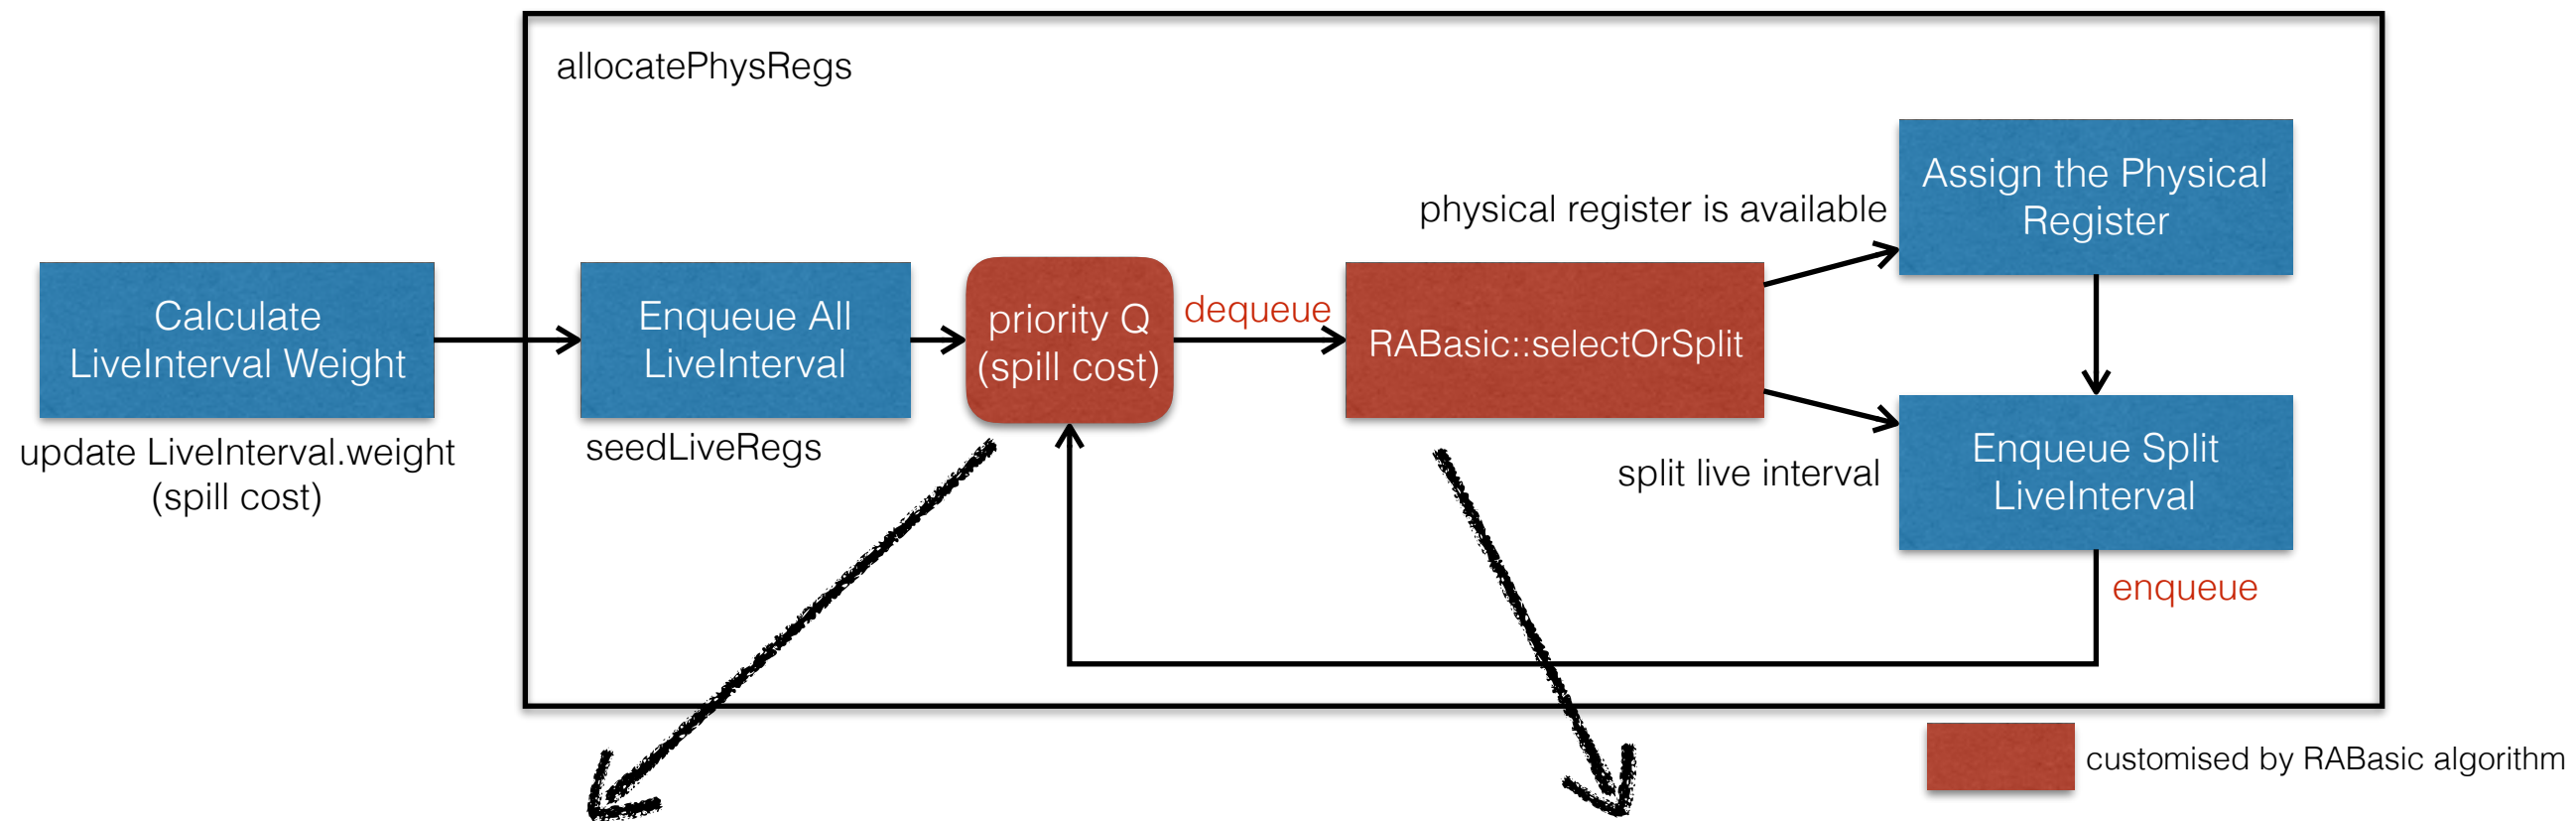 allocatePhysRegs
Calculate
LiveInterval Weight
update LiveInterval.weight
(spill cost)
Enqueue All
LiveInterval
seedLiveRegs
priority Q
(spill cost)
dequeue
RABasic::selectOrSplit
physical register is available
Assign the Physical
Register
split live interval
Enqueue Split
LiveInterval
enqueue
customised by RABasic algorithm